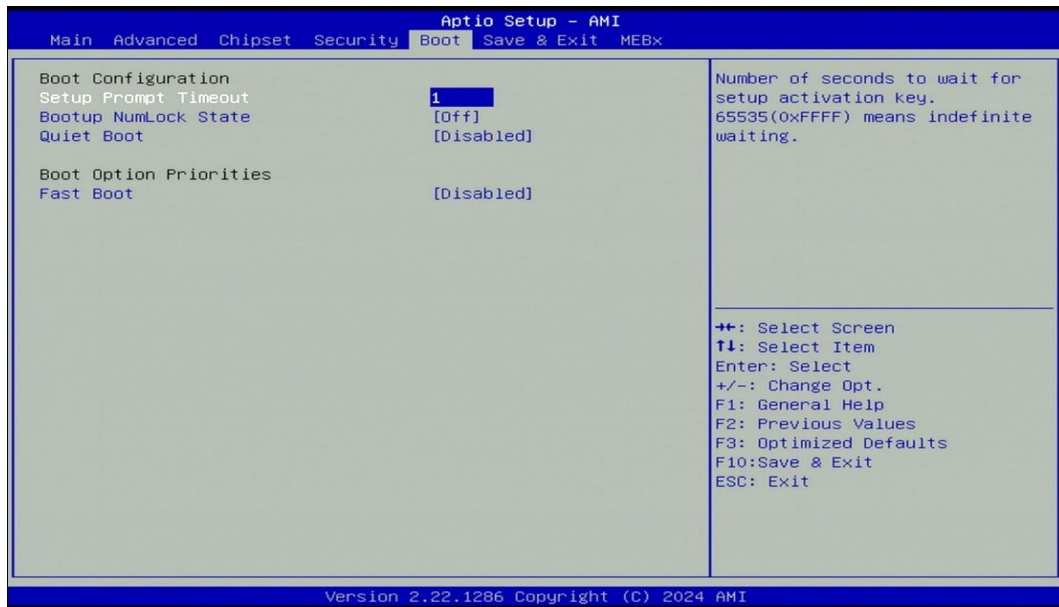 Aptio Setup – AMI
Main Advanced Chipset Security Boot Save & Exit MEBx
Boot Configuration
Setup Prompt Timeout 1
Bootup NumLock State [Off]
Quiet Boot [Disabled]
Boot Option Priorities
Fast Boot [Disabled]
Number of seconds to wait for
setup activation key.
65535(0xFFFF) means indefinite
waiting.
→←: Select Screen
↑↓: Select Item
Enter: Select
+/-: Change Opt.
F1: General Help
F2: Previous Values
F3: Optimized Defaults
F10:Save & Exit
ESC: Exit
Version 2.22.1286 Copyright (C) 2024 AMI